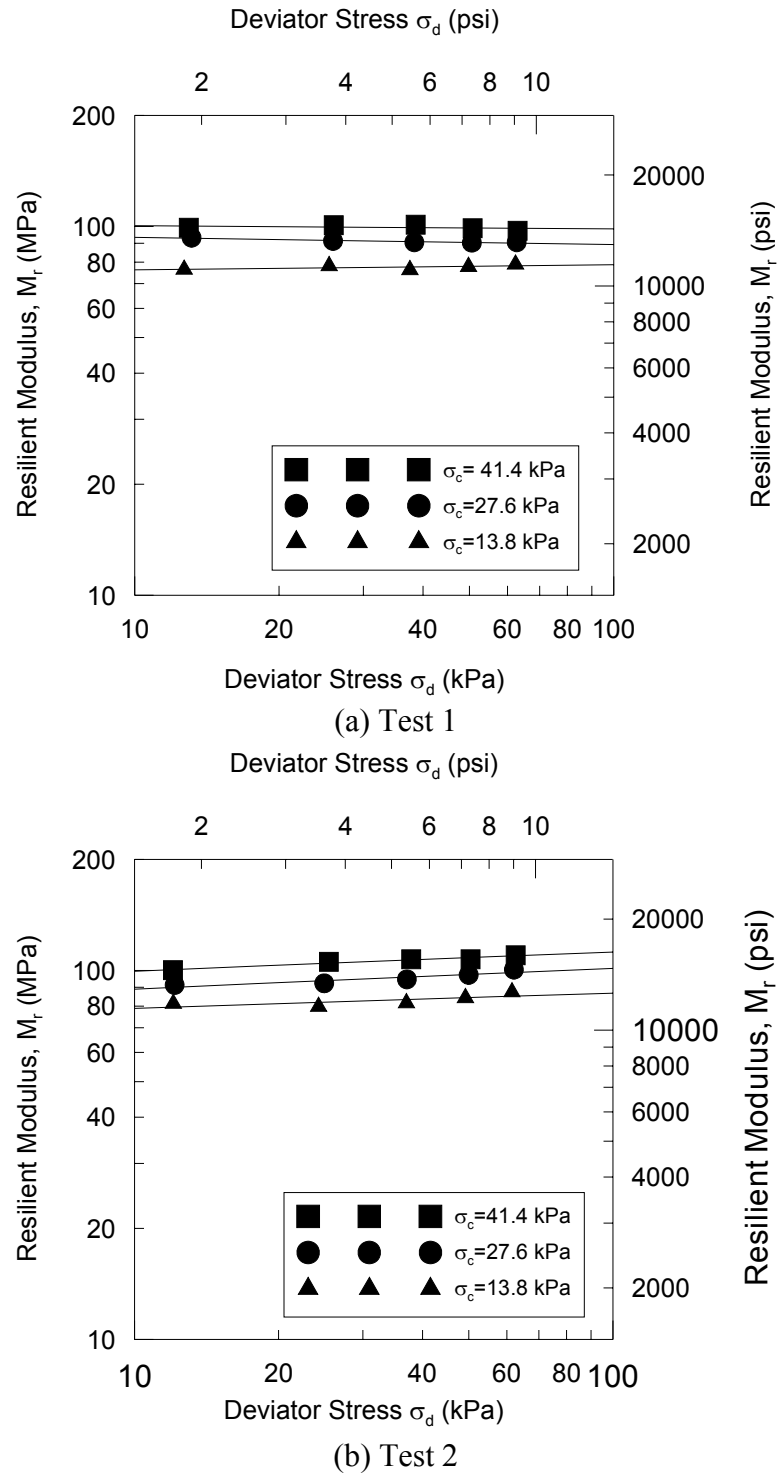 Deviator Stress σd (psi)
2 4 6 8 10
200
100
80
60
40
20
10
Resilient Modulus, Mr (MPa)
20000
10000
8000
6000
4000
2000
Resilient Modulus, Mr (psi)
σc= 41.4 kPa
σc=27.6 kPa
σc=13.8 kPa
10 20 40 60 80 100
Deviator Stress σd (kPa)
(a) Test 1
Deviator Stress σd (psi)
2 4 6 8 10
200
100
80
60
40
20
10
Resilient Modulus, Mr (MPa)
20000
10000
8000
6000
4000
2000
Resilient Modulus, Mr (psi)
σc=41.4 kPa
σc=27.6 kPa
σc=13.8 kPa
10 20 40 60 80 100
Deviator Stress σd (kPa)
(b) Test 2